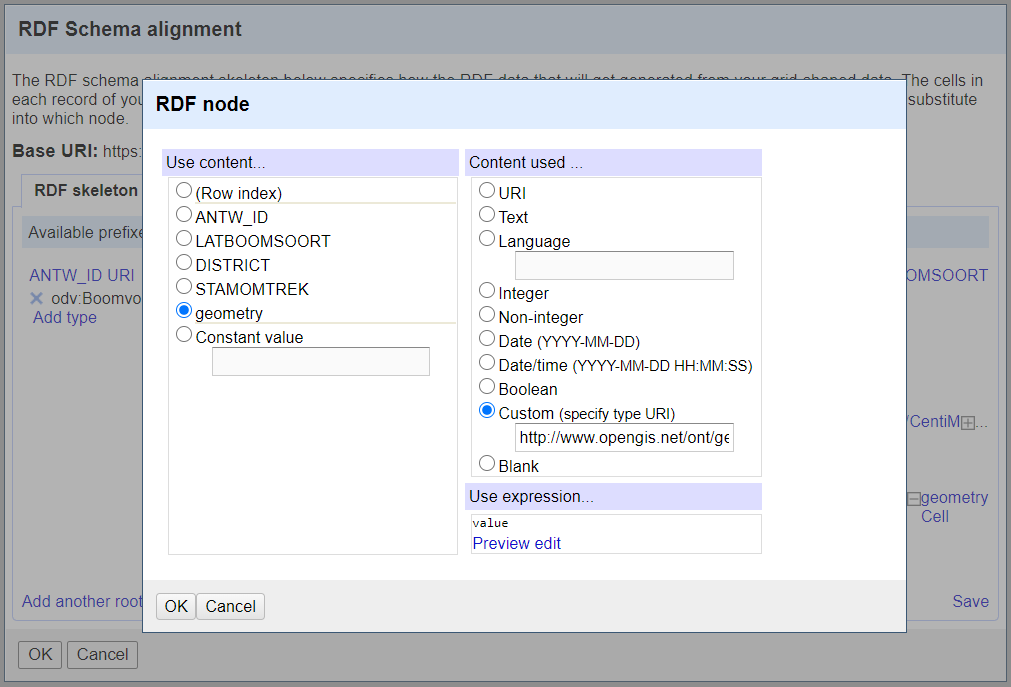 RDF Schema alignment
The RDF schema alignment skeleton below specifies how the RDF data that will get generated from your grid-shaped data. The cells in
each record of you substitute
into which node.
Base URI: https:
RDF skeleton
Available prefixe
ANTW_ID URI
odv:Boomvo
Add type
OMSOORT
/CentiM ...
geometry
Cell
Add another root
Save
OK Cancel
RDF node
Use content...
(Row index)
ANTW_ID
LATBOOMSOORT
DISTRICT
STAMOMTREK
geometry
Constant value
Content used ...
URI
Text
Language
Integer
Non-integer
Date (YYYY-MM-DD)
Date/time (YYYY-MM-DD HH:MM:SS)
Boolean
Custom (specify type URI)
http://www.opengis.net/ont/ge
Blank
Use expression...
value
Preview edit
OK Cancel